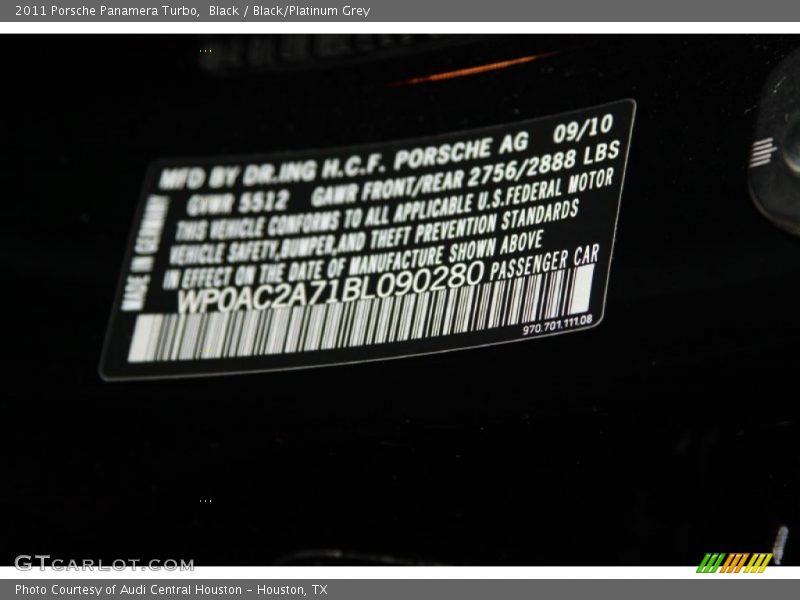 2011 Porsche Panamera Turbo,  Black / Black/Platinum Grey
MFD BY DR.ING H.C.F. PORSCHE AG 09/10
GVWR 5512 GAWR FRONT/REAR 2756/2888 LBS
THIS VEHICLE CONFORMS TO ALL APPLICABLE U.S.FEDERAL MOTOR
VEHICLE SAFETY,BUMPER,AND THEFT PREVENTION STANDARDS
IN EFFECT ON THE DATE OF MANUFACTURE SHOWN ABOVE
WP0AC2A71BL090280 PASSENGER CAR
970.701.111.08
MADE IN GERMANY
GTCARLOT.COM
Photo Courtesy of Audi Central Houston - Houston, TX